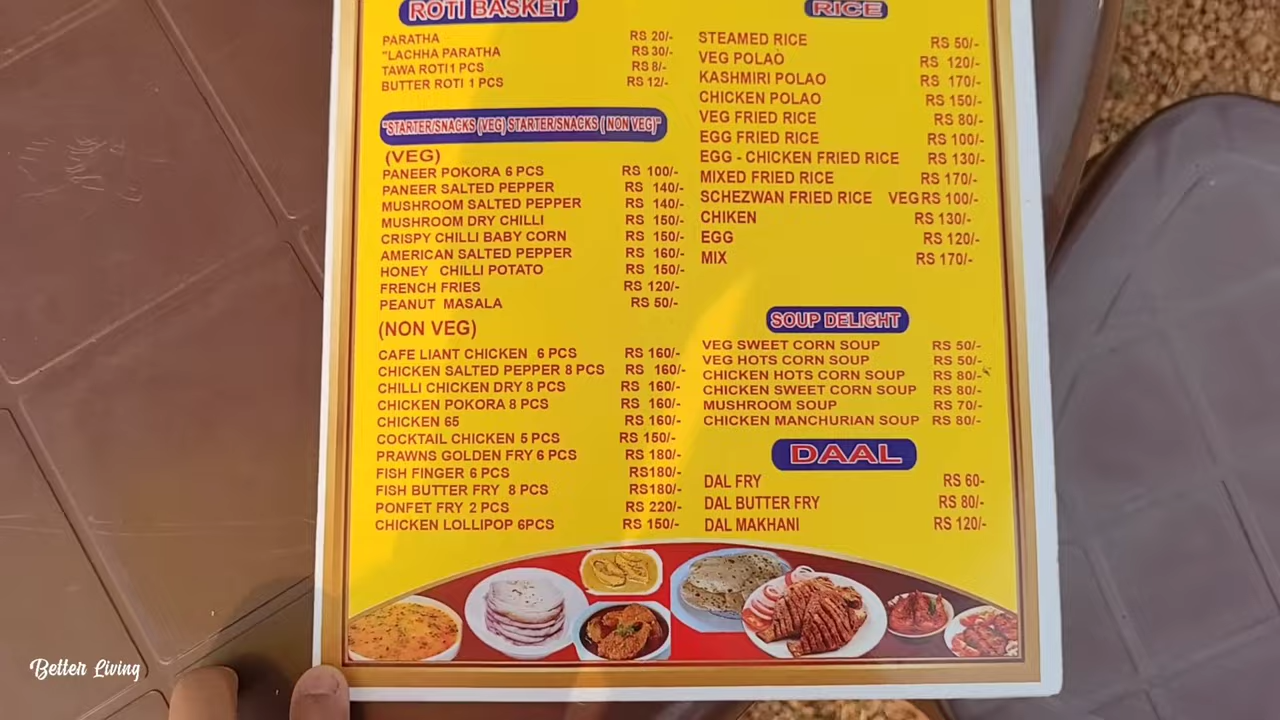 ROTI BASKET
PARATHA RS 20/-
"LACHHA PARATHA RS 30/-
TAWA ROTI 1 PCS RS 8/-
BUTTER ROTI 1 PCS RS 12/-
"STARTER/SNACKS (VEG) STARTER/SNACKS ( NON VEG)"
(VEG)
PANEER POKORA 6 PCS RS 100/-
PANEER SALTED PEPPER RS 140/-
MUSHROOM SALTED PEPPER RS 140/-
MUSHROOM DRY CHILLI RS 150/-
CRISPY CHILLI BABY CORN RS 150/-
AMERICAN SALTED PEPPER RS 160/-
HONEY CHILLI POTATO RS 150/-
FRENCH FRIES RS 120/-
PEANUT MASALA RS 50/-
(NON VEG)
CAFE LIANT CHICKEN 6 PCS RS 160/-
CHICKEN SALTED PEPPER 8 PCS RS 160/-
CHILLI CHICKEN DRY 8 PCS RS 160/-
CHICKEN POKORA 8 PCS RS 160/-
CHICKEN 65 RS 160/-
COCKTAIL CHICKEN 5 PCS RS 150/-
PRAWNS GOLDEN FRY 6 PCS RS 180/-
FISH FINGER 6 PCS RS180/-
FISH BUTTER FRY 8 PCS RS180/-
PONFET FRY 2 PCS RS 220/-
CHICKEN LOLLIPOP 6PCS RS 150/-
RICE
STEAMED RICE RS 50/-
VEG POLAO RS 120/-
KASHMIRI POLAO RS 170/-
CHICKEN POLAO RS 150/-
VEG FRIED RICE RS 80/-
EGG FRIED RICE RS 100/-
EGG - CHICKEN FRIED RICE RS 130/-
MIXED FRIED RICE RS 170/-
SCHEZWAN FRIED RICE VEG RS 100/-
CHIKEN RS 130/-
EGG RS 120/-
MIX RS 170/-
SOUP DELIGHT
VEG SWEET CORN SOUP RS 50/-
VEG HOTS CORN SOUP RS 50/-
CHICKEN HOTS CORN SOUP RS 80/-
CHICKEN SWEET CORN SOUP RS 80/-
MUSHROOM SOUP RS 70/-
CHICKEN MANCHURIAN SOUP RS 80/-
DAAL
DAL FRY RS 60-
DAL BUTTER FRY RS 80/-
DAL MAKHANI RS 120/-
Better Living